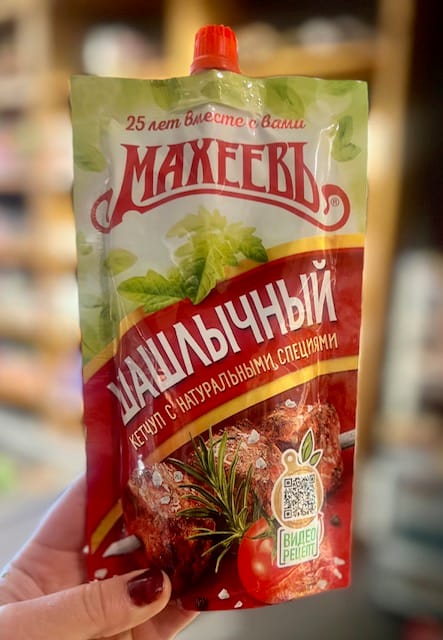 25 лет вместе с вами
МАХЕЕВЪ®
ШАШЛЫЧНЫЙ
КЕТЧУП С НАТУРАЛЬНЫМИ СПЕЦИЯМИ
ВИДЕО
РЕЦЕПТ